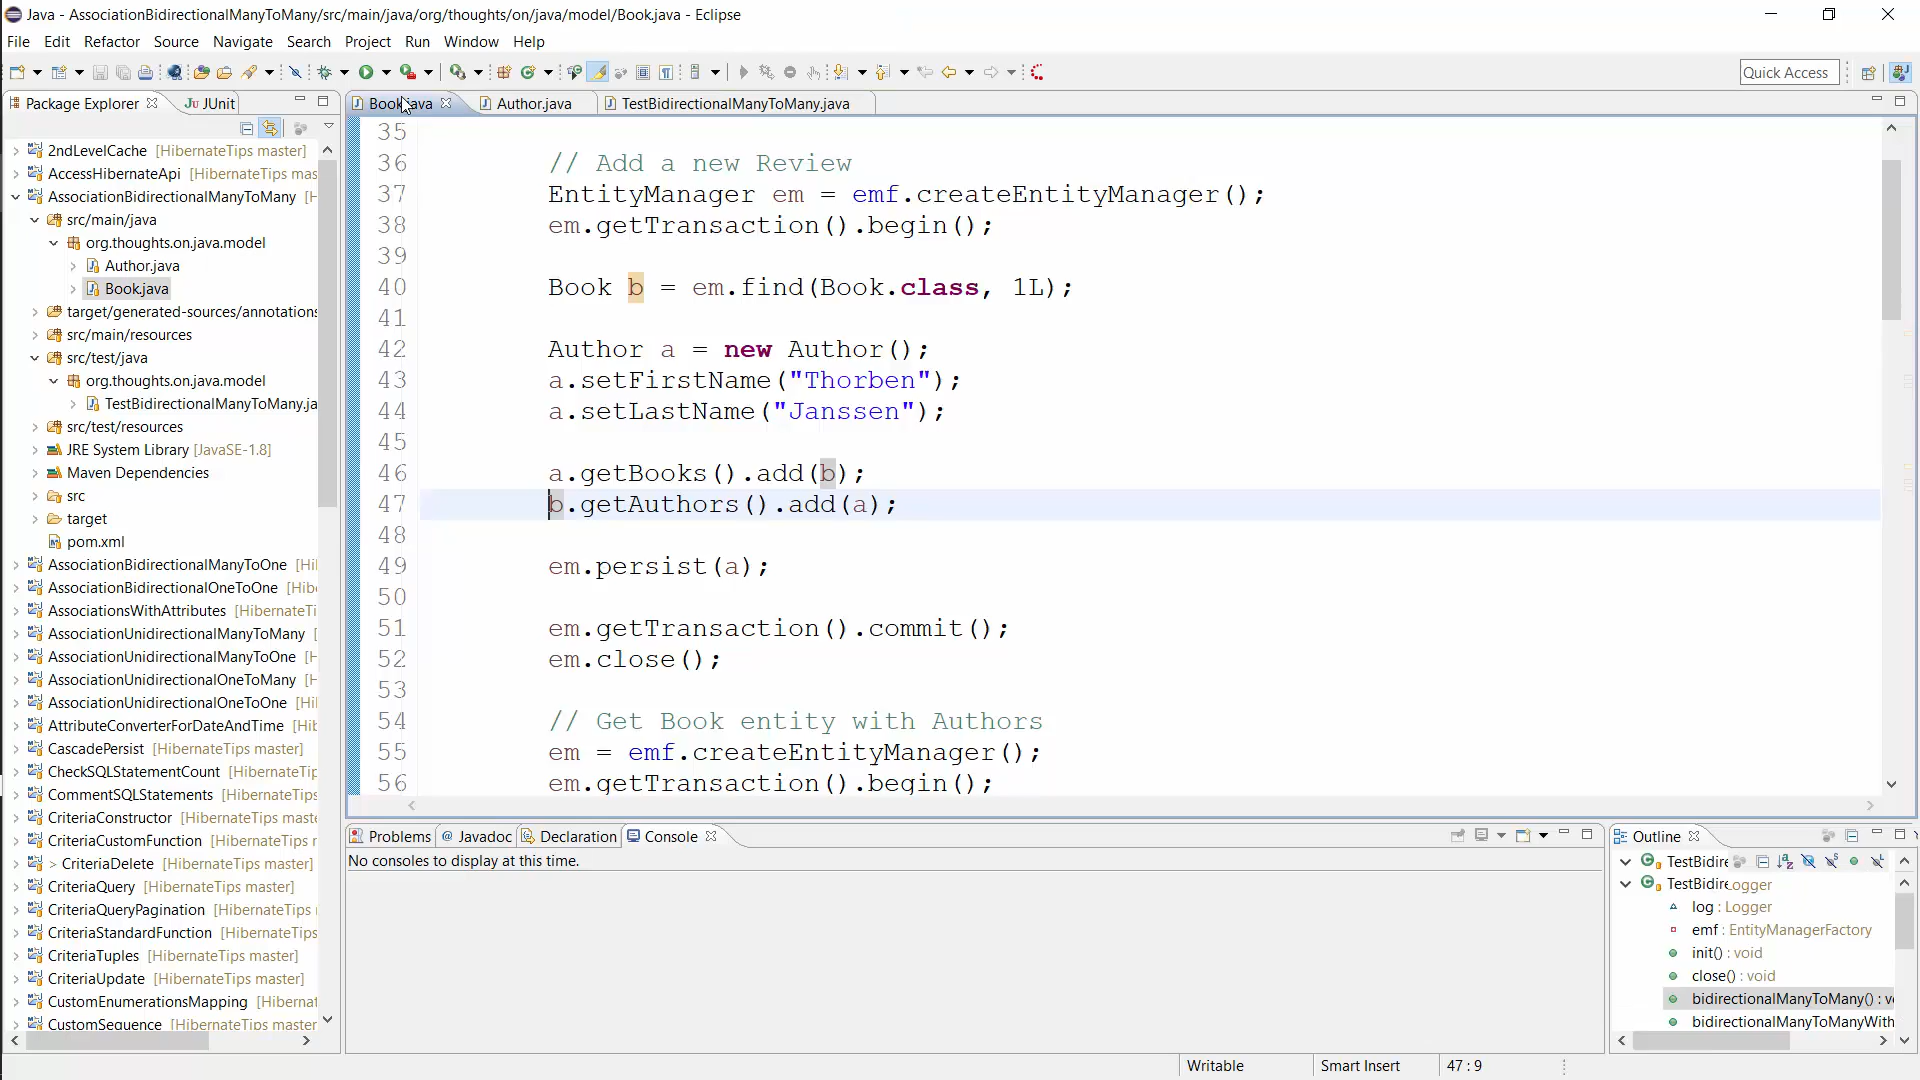 Java - AssociationBidirectionalManyToMany/src/main/java/org/thoughts/on/java/model/Book.java - Eclipse
File Edit Refactor Source Navigate Search Project Run Window Help
Quick Access
Package Explorer JUnit
Book.java Author.java TestBidirectionalManyToMany.java
2ndLevelCache [HibernateTips master]
AccessHibernateApi [HibernateTips mas
AssociationBidirectionalManyToMany [H
src/main/java
org.thoughts.on.java.model
Author.java
Book.java
target/generated-sources/annotations
src/main/resources
src/test/java
org.thoughts.on.java.model
TestBidirectionalManyToMany.ja
src/test/resources
JRE System Library [JavaSE-1.8]
Maven Dependencies
src
target
pom.xml
AssociationBidirectionalManyToOne [Hi
AssociationBidirectionalOneToOne [Hib
AssociationsWithAttributes [HibernateTi
AssociationUnidirectionalManyToMany [
AssociationUnidirectionalManyToOne [H
AssociationUnidirectionalOneToMany [H
AssociationUnidirectionalOneToOne [Hi
AttributeConverterForDateAndTime [Hib
CascadePersist [HibernateTips master]
CheckSQLStatementCount [HibernateTip
CommentSQLStatements [HibernateTips
CriteriaConstructor [HibernateTips maste
CriteriaCustomFunction [HibernateTips
> CriteriaDelete [HibernateTips master]
CriteriaQuery [HibernateTips master]
CriteriaQueryPagination [HibernateTips
CriteriaStandardFunction [HibernateTips
CriteriaTuples [HibernateTips master]
CriteriaUpdate [HibernateTips master]
CustomEnumerationsMapping [Hibernat
CustomSequence [HibernateTips master
35
36 // Add a new Review
37 EntityManager em = emf.createEntityManager();
38 em.getTransaction().begin();
39
40 Book b = em.find(Book.class, 1L);
41
42 Author a = new Author();
43 a.setFirstName("Thorben");
44 a.setLastName("Janssen");
45
46 a.getBooks().add(b);
47 b.getAuthors().add(a);
48
49 em.persist(a);
50
51 em.getTransaction().commit();
52 em.close();
53
54 // Get Book entity with Authors
55 em = emf.createEntityManager();
56 em.getTransaction().begin();
Problems @ Javadoc Declaration Console
No consoles to display at this time.
Outline
TestBidire
TestBidire Logger
log : Logger
emf : EntityManagerFactory
init() : void
close() : void
bidirectionalManyToMany() : v
bidirectionalManyToManyWith
Writable Smart Insert 47 : 9